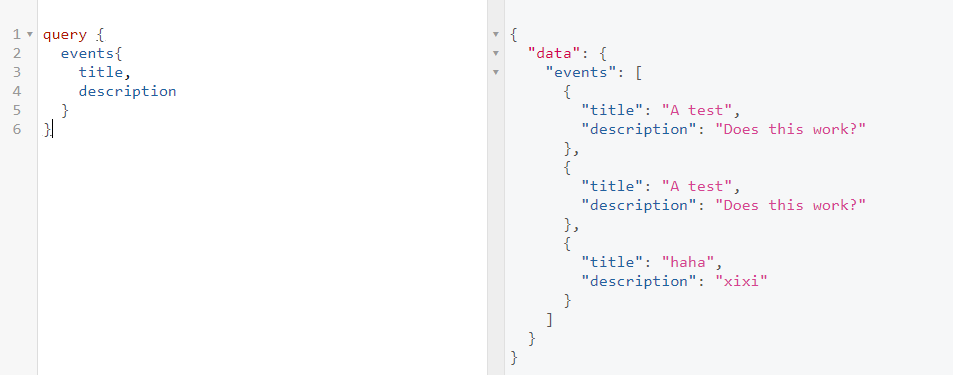 1 query {
2 events{
3 title,
4 description
5 }
6 }
{
"data": {
"events": [
{
"title": "A test",
"description": "Does this work?"
},
{
"title": "A test",
"description": "Does this work?"
},
{
"title": "haha",
"description": "xixi"
}
]
}
}